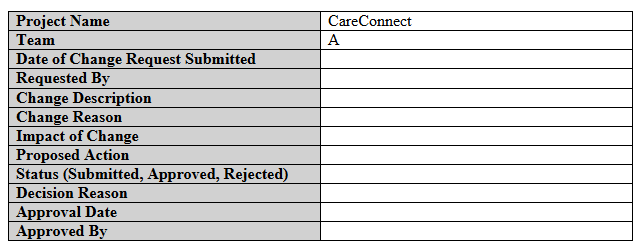 Project Name CareConnect
Team A
Date of Change Request Submitted
Requested By
Change Description
Change Reason
Impact of Change
Proposed Action
Status (Submitted, Approved, Rejected)
Decision Reason
Approval Date
Approved By